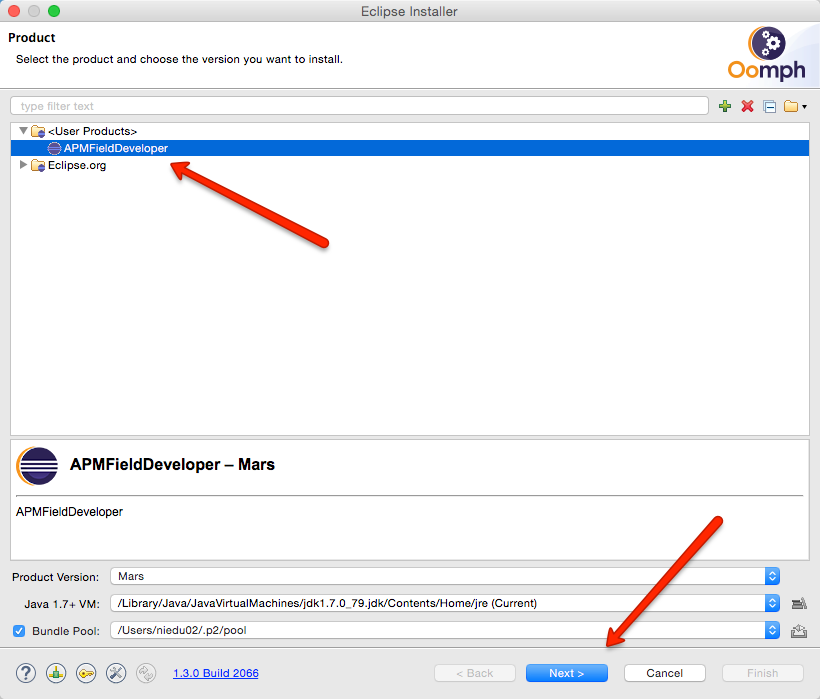 Eclipse Installer
Product
Select the product and choose the version you want to install.
Oomph
type filter text
<User Products>
APMFieldDeveloper
Eclipse.org
APMFieldDeveloper – Mars
APMFieldDeveloper
Product Version: Mars
Java 1.7+ VM: /Library/Java/JavaVirtualMachines/jdk1.7.0_79.jdk/Contents/Home/jre (Current)
Bundle Pool: /Users/niedu02/.p2/pool
? 1.3.0 Build 2066 < Back Next > Cancel Finish